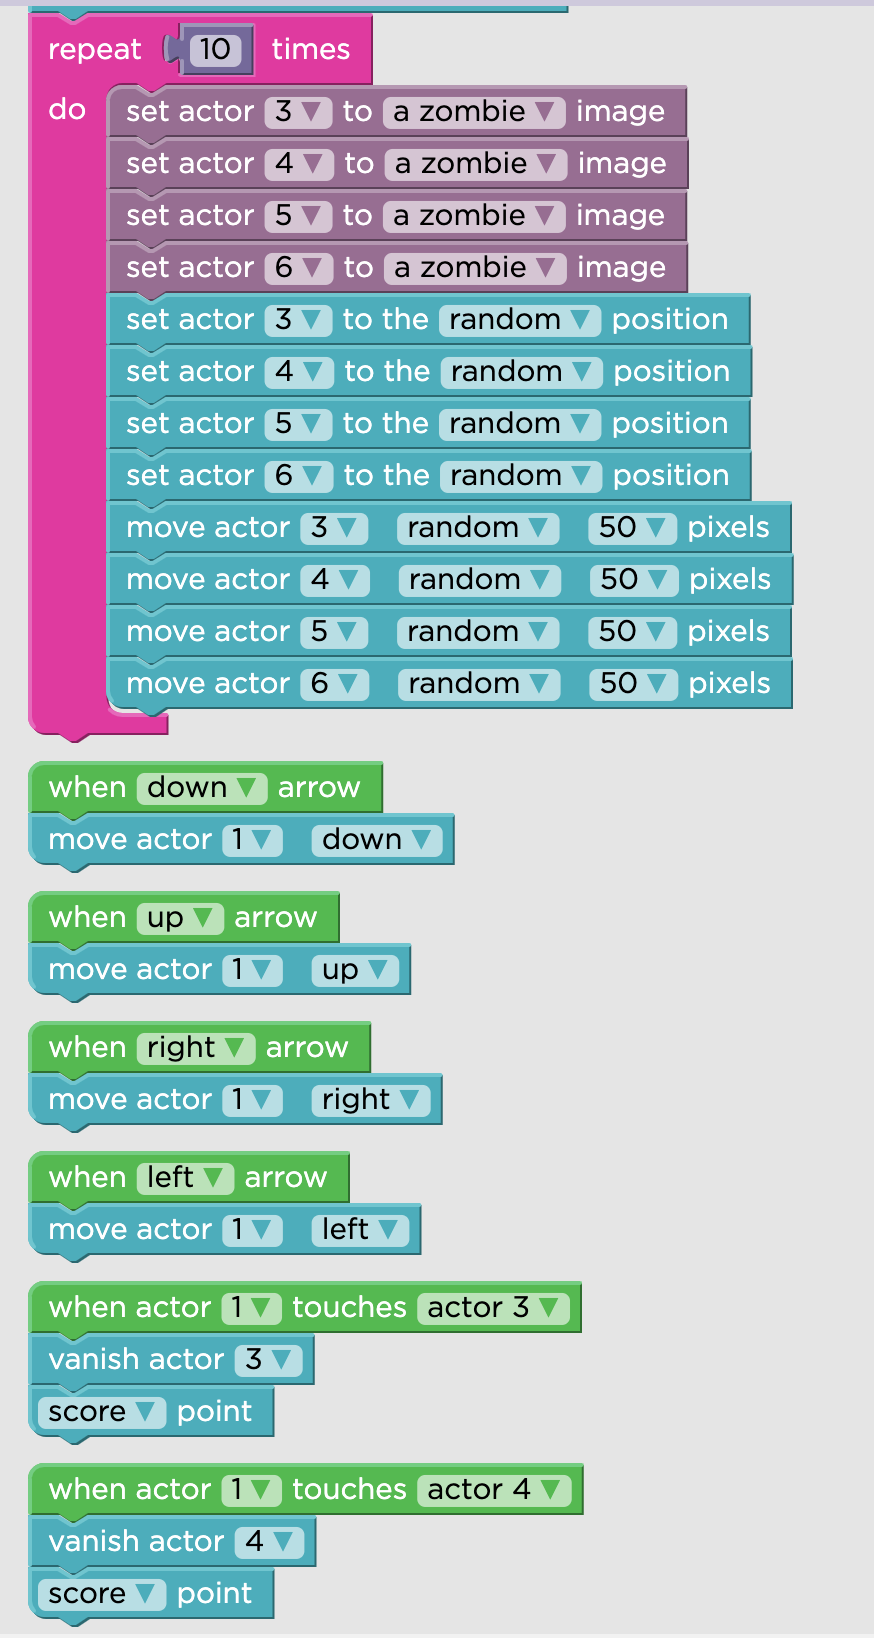 repeat 10 times
do set actor 3 to a zombie image
set actor 4 to a zombie image
set actor 5 to a zombie image
set actor 6 to a zombie image
set actor 3 to the random position
set actor 4 to the random position
set actor 5 to the random position
set actor 6 to the random position
move actor 3 random 50 pixels
move actor 4 random 50 pixels
move actor 5 random 50 pixels
move actor 6 random 50 pixels
when down arrow
move actor 1 down
when up arrow
move actor 1 up
when right arrow
move actor 1 right
when left arrow
move actor 1 left
when actor 1 touches actor 3
vanish actor 3
score point
when actor 1 touches actor 4
vanish actor 4
score point